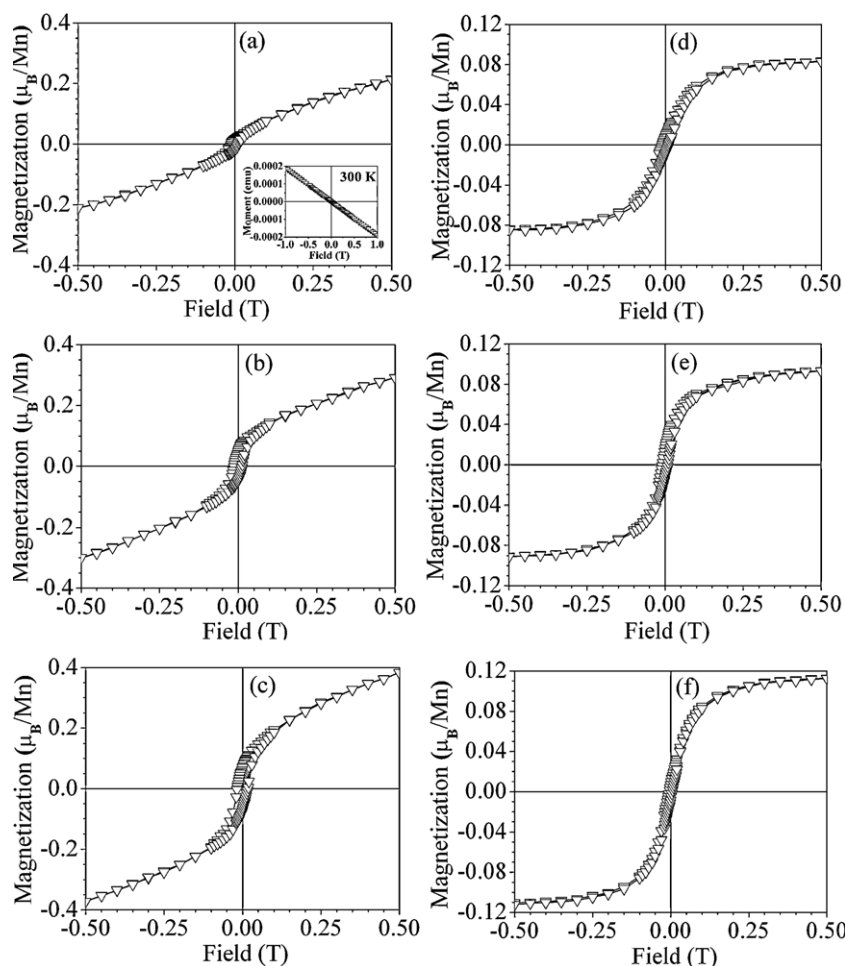 (a)
Magnetization (μB/Mn)
0.4
0.2
0.0
-0.2
-0.4
-0.50 -0.25 0.00 0.25 0.50
Field (T)
300 K
Moment (emu)
0.0002
0.0001
0.0000
-0.0001
-0.0002
-1.0 -0.5 0.0 0.5 1.0
Field (T)
(d)
Magnetization (μB/Mn)
0.12
0.08
0.04
0.00
-0.04
-0.08
-0.12
-0.50 -0.25 0.00 0.25 0.50
Field (T)
(b)
Magnetization (μB/Mn)
0.4
0.2
0.0
-0.2
-0.4
-0.50 -0.25 0.00 0.25 0.50
Field (T)
(e)
Magnetization (μB/Mn)
0.12
0.08
0.04
0.00
-0.04
-0.08
-0.12
-0.50 -0.25 0.00 0.25 0.50
Field (T)
(c)
Magnetization (μB/Mn)
0.4
0.2
0.0
-0.2
-0.4
-0.50 -0.25 0.00 0.25 0.50
Field (T)
(f)
Magnetization (μB/Mn)
0.12
0.08
0.04
0.00
-0.04
-0.08
-0.12
-0.50 -0.25 0.00 0.25 0.50
Field (T)